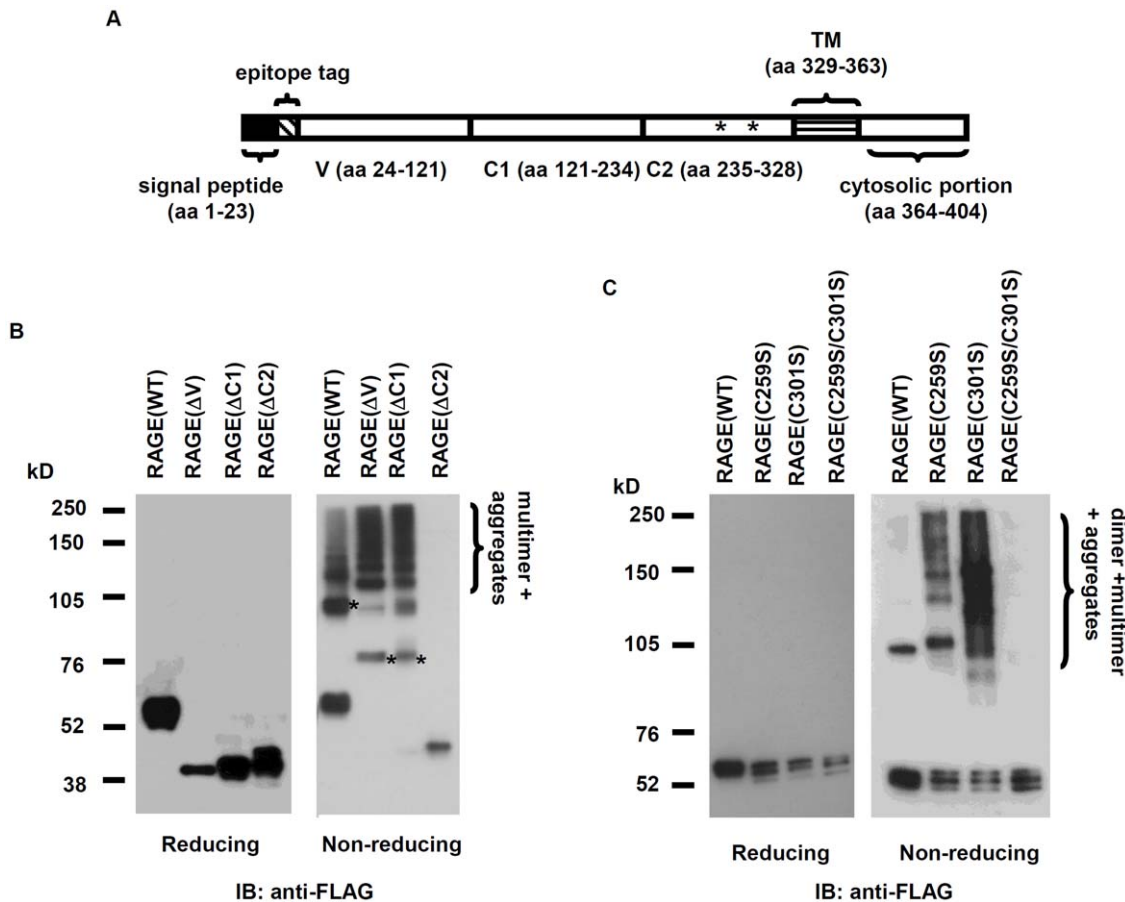 A
TM
(aa 329-363)
epitope tag
* *
V (aa 24-121)
C1 (aa 121-234) C2 (aa 235-328)
signal peptide
(aa 1-23)
cytosolic portion
(aa 364-404)
B
RAGE(WT)
RAGE(ΔV)
RAGE(ΔC1)
RAGE(ΔC2)
RAGE(WT)
RAGE(ΔV)
RAGE(ΔC1)
RAGE(ΔC2)
kD
250
150
105
76
52
38
*
* *
multimer +
aggregates
Reducing
Non-reducing
IB: anti-FLAG
C
RAGE(WT)
RAGE(C259S)
RAGE(C301S)
RAGE(C259S/C301S)
RAGE(WT)
RAGE(C259S)
RAGE(C301S)
RAGE(C259S/C301S)
kD
250
150
105
76
52
dimer +multimer
+ aggregates
Reducing
Non-reducing
IB: anti-FLAG